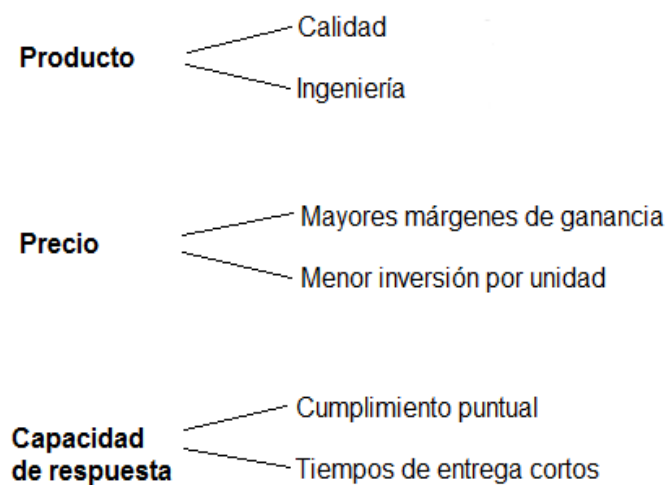 Producto
Calidad
Ingeniería
Precio
Mayores márgenes de ganancia
Menor inversión por unidad
Capacidad
de respuesta
Cumplimiento puntual
Tiempos de entrega cortos